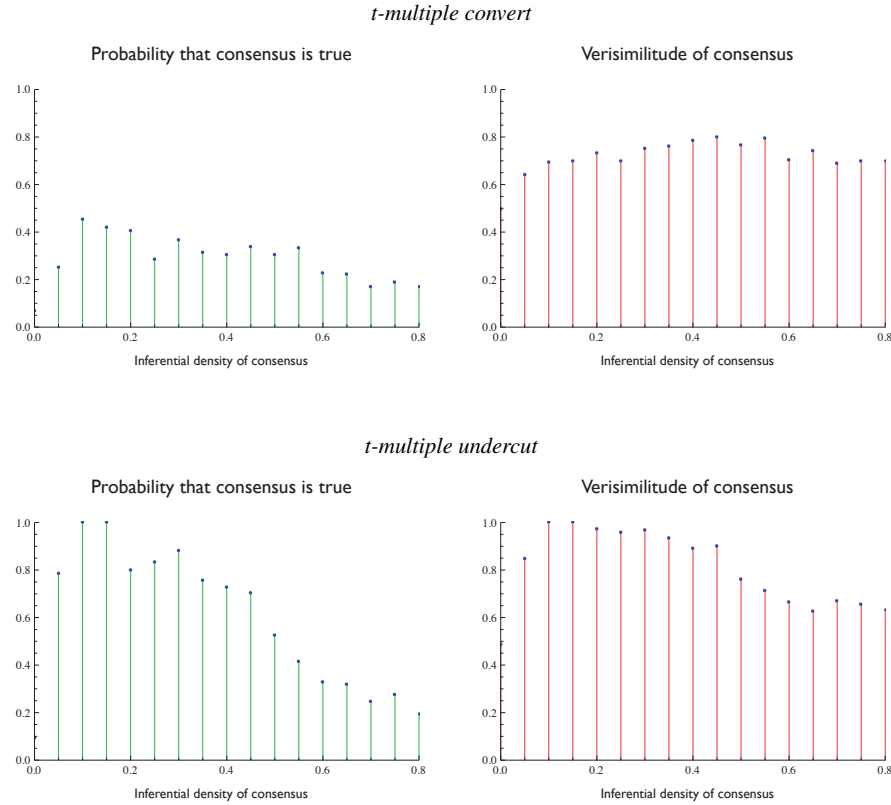 t-multiple convert
Probability that consensus is true
Verisimilitude of consensus
1.0
0.8
0.6
0.4
0.2
0.0
0.0 0.2 0.4 0.6 0.8
Inferential density of consensus
1.0
0.8
0.6
0.4
0.2
0.0
0.0 0.2 0.4 0.6 0.8
Inferential density of consensus
t-multiple undercut
Probability that consensus is true
Verisimilitude of consensus
1.0
0.8
0.6
0.4
0.2
0.0
0.0 0.2 0.4 0.6 0.8
Inferential density of consensus
1.0
0.8
0.6
0.4
0.2
0.0
0.0 0.2 0.4 0.6 0.8
Inferential density of consensus